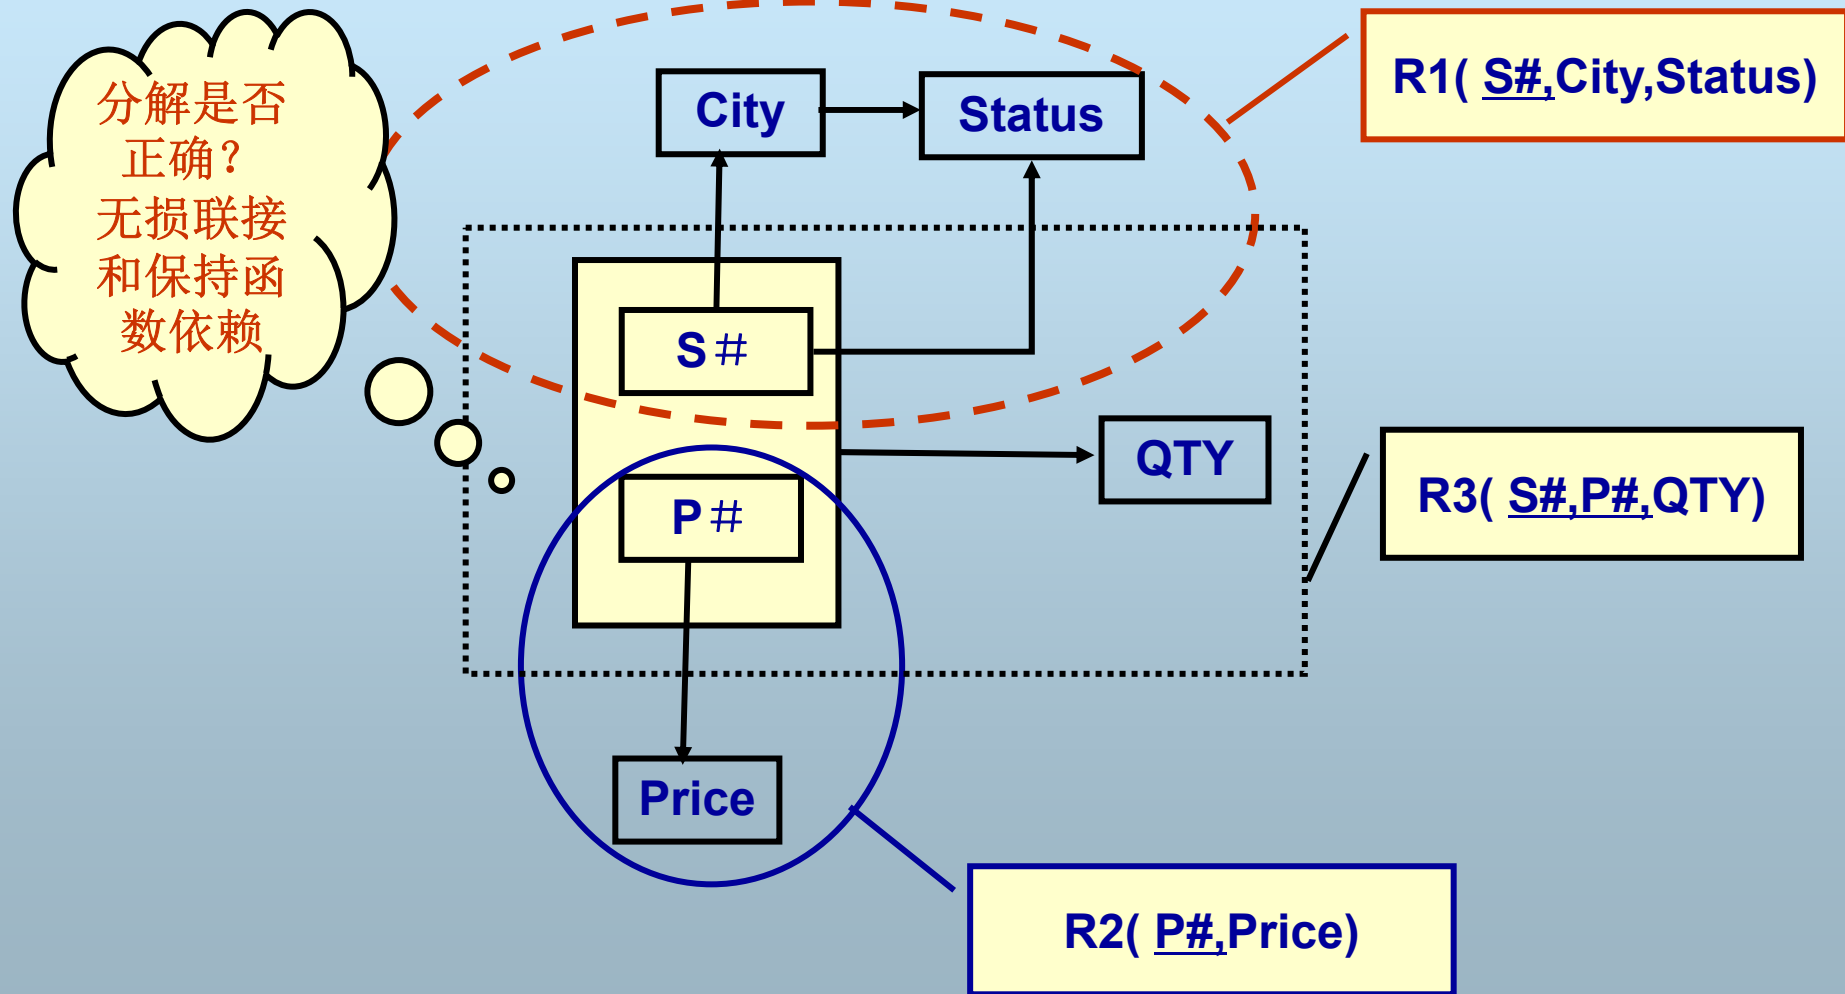 分解是否
正确？
无损联接
和保持函
数依赖
City
Status
R1( S#,City,Status)
S＃
QTY
P＃
R3( S#,P#,QTY)
Price
R2( P#,Price)